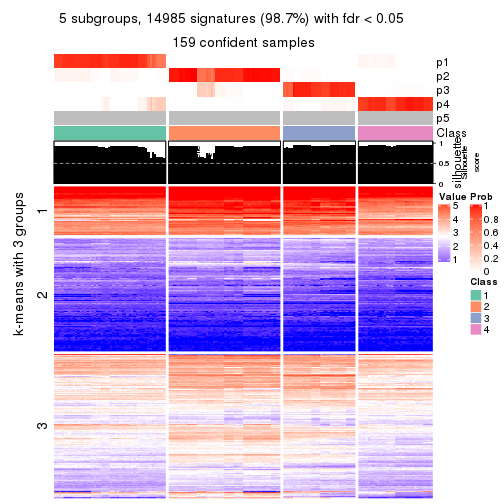 5 subgroups, 14985 signatures (98.7%) with fdr < 0.05
159 confident samples
p1
p2
p3
p4
p5
Class
1
0.5
0
silhouette
Silhouette
score
k-means with 3 groups
1
2
3
Value
5
4
3
2
1
Prob
1
0.8
0.6
0.4
0.2
0
Class
1
2
3
4